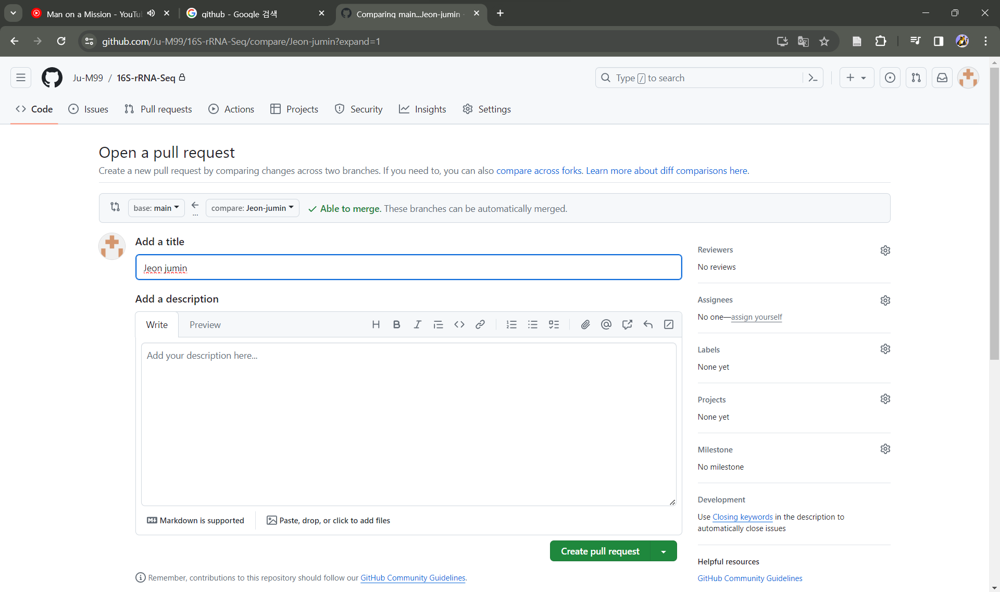 Man on a Mission - YouTu
github - Google 검색
Comparing main...Jeon-jumin
github.com/Ju-M99/16S-rRNA-Seq/compare/Jeon-jumin?expand=1
Ju-M99 / 16S-rRNA-Seq
Type / to search
Code
Issues
Pull requests
Actions
Projects
Security
Insights
Settings
Open a pull request
Create a new pull request by comparing changes across two branches. If you need to, you can also compare across forks. Learn more about diff comparisons here.
base: main
...
compare: Jeon-jumin
Able to merge. These branches can be automatically merged.
Add a title
Jeon jumin
Add a description
Write
Preview
Add your description here...
Markdown is supported
Paste, drop, or click to add files
Create pull request
Remember, contributions to this repository should follow our GitHub Community Guidelines.
Reviewers
No reviews
Assignees
No one—assign yourself
Labels
None yet
Projects
None yet
Milestone
No milestone
Development
Use Closing keywords in the description to
automatically close issues
Helpful resources
GitHub Community Guidelines